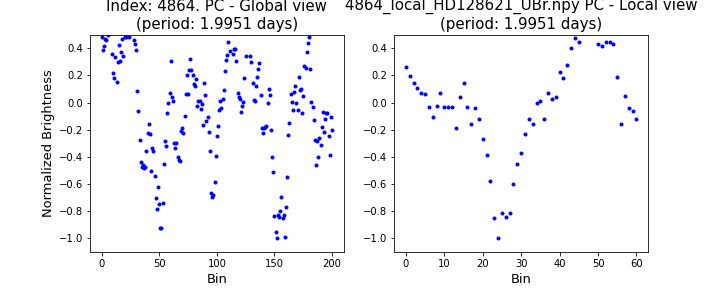 Index: 4864. PC - Global view
(period: 1.9951 days)
4864_local_HD128621_UBr.npy PC - Local view
(period: 1.9951 days)
Normalized Brightness
0.4
0.2
0.0
−0.2
−0.4
−0.6
−0.8
−1.0
0 50 100 150 200
Bin
0.4
0.2
0.0
−0.2
−0.4
−0.6
−0.8
−1.0
0 10 20 30 40 50 60
Bin